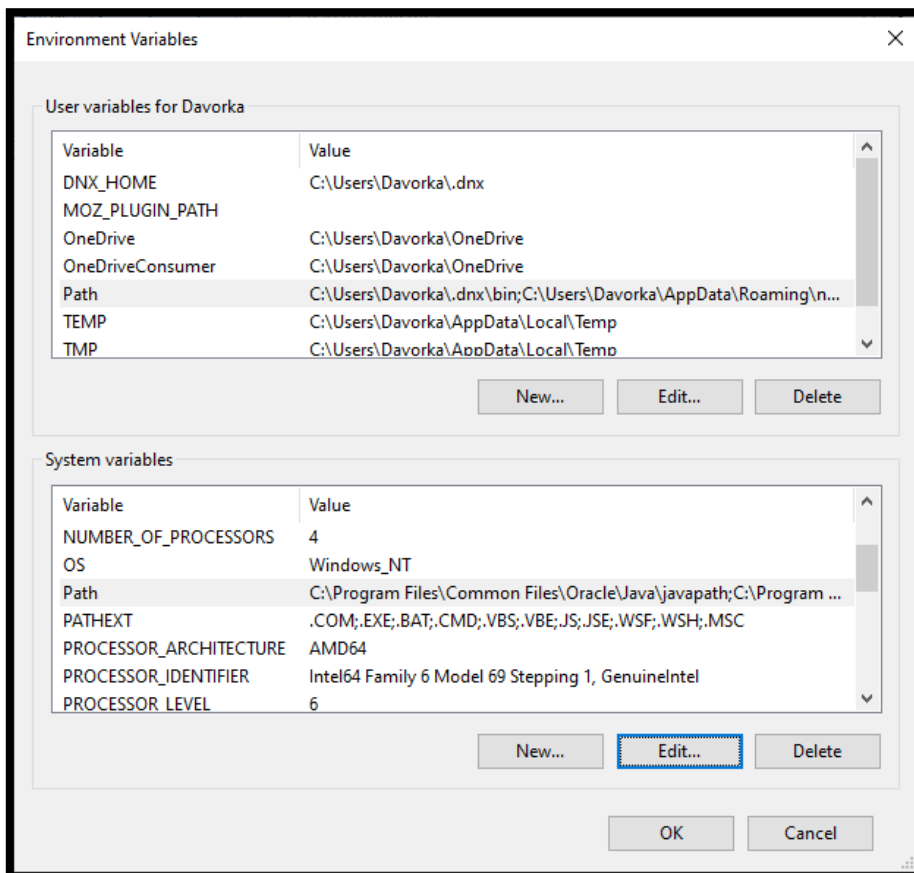 Environment Variables
User variables for Davorka
Variable Value
DNX_HOME C:\Users\Davorka\.dnx
MOZ_PLUGIN_PATH
OneDrive C:\Users\Davorka\OneDrive
OneDriveConsumer C:\Users\Davorka\OneDrive
Path C:\Users\Davorka\.dnx\bin;C:\Users\Davorka\AppData\Roaming\n...
TEMP C:\Users\Davorka\AppData\Local\Temp
TMP C:\Users\Davorka\AppData\Local\Temp
New... Edit... Delete
System variables
Variable Value
NUMBER_OF_PROCESSORS 4
OS Windows_NT
Path C:\Program Files\Common Files\Oracle\Java\javapath;C:\Program ...
PATHEXT .COM;.EXE;.BAT;.CMD;.VBS;.VBE;.JS;.JSE;.WSF;.WSH;.MSC
PROCESSOR_ARCHITECTURE AMD64
PROCESSOR_IDENTIFIER Intel64 Family 6 Model 69 Stepping 1, GenuineIntel
PROCESSOR_LEVEL 6
New... Edit... Delete
OK Cancel